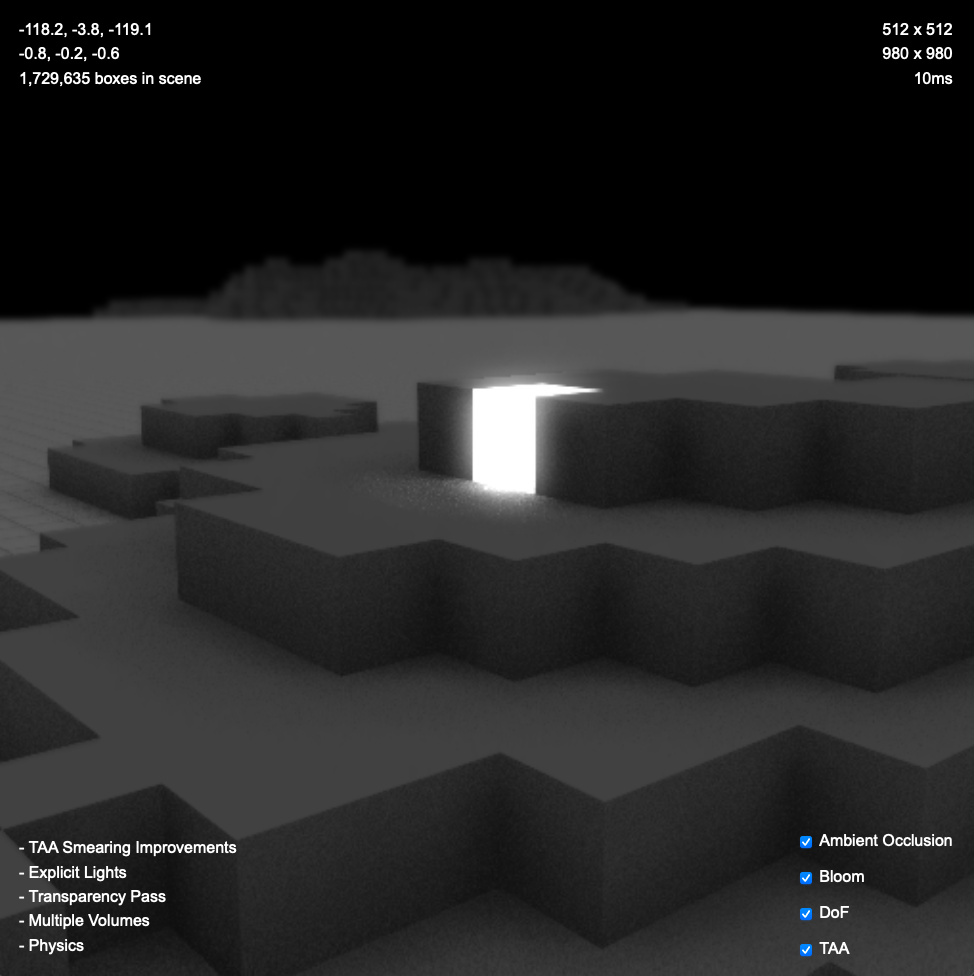 -118.2, -3.8, -119.1
-0.8, -0.2, -0.6
1,729,635 boxes in scene
512 x 512
980 x 980
10ms
- TAA Smearing Improvements
- Explicit Lights
- Transparency Pass
- Multiple Volumes
- Physics
Ambient Occlusion
Bloom
DoF
TAA